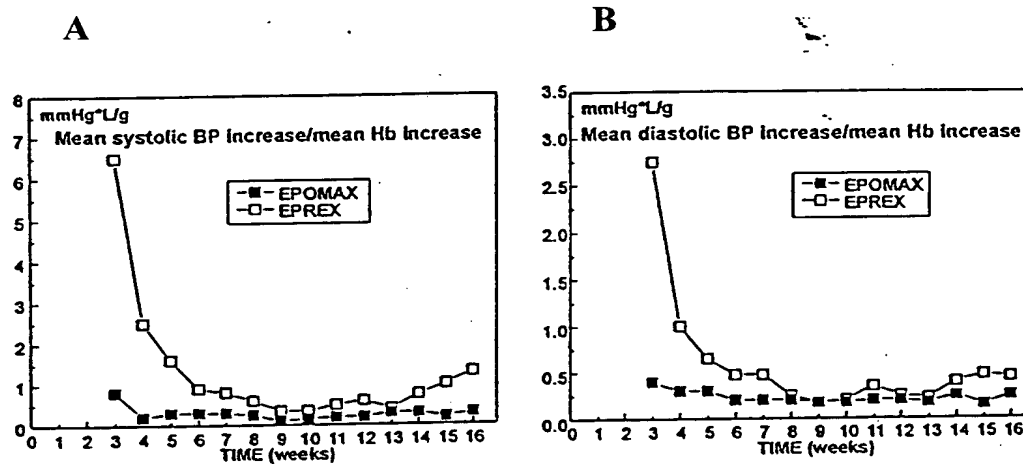 A
mmHg*L/g
Mean systolic BP increase/mean Hb increase
EPOMAX
EPREX
8
7
6
5
4
3
2
1
0
0 1 2 3 4 5 6 7 8 9 10 11 12 13 14 15 16
TIME (weeks)
B
mmHg*L/g
Mean diastolic BP increase/mean Hb increase
EPOMAX
EPREX
3.5
3.0
2.5
2.0
1.5
1.0
0.5
0.0
0 1 2 3 4 5 6 7 8 9 10 11 12 13 14 15 16
TIME (weeks)